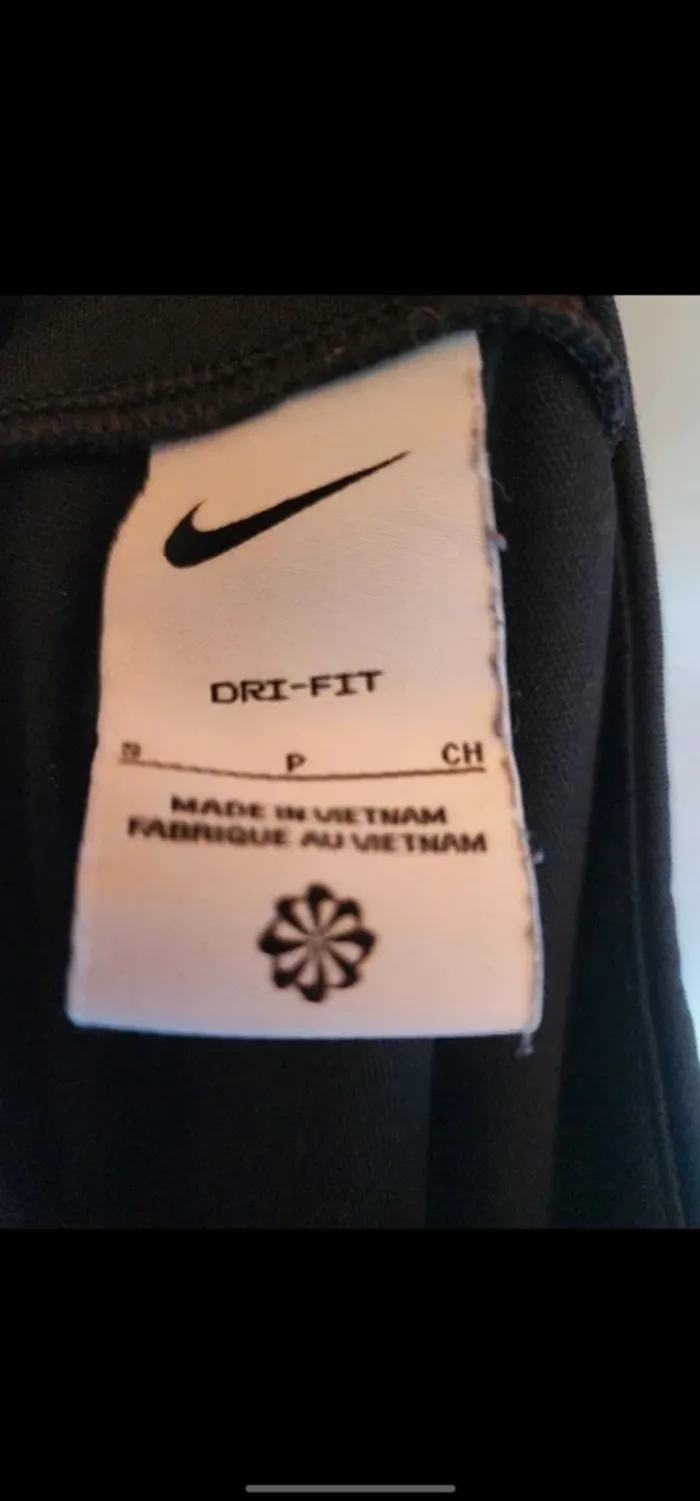 DRI-FIT
S P CH
MADE IN VIETNAM
FABRIQUE AU VIETNAM